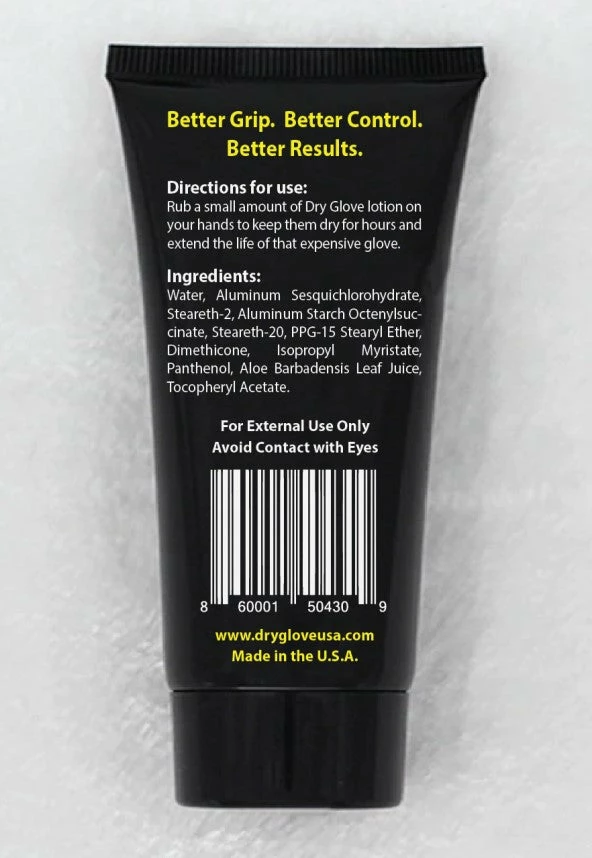 Better Grip.  Better Control.
Better Results.
Directions for use:
Rub a small amount of Dry Glove lotion on
your hands to keep them dry for hours and
extend the life of that expensive glove.
Ingredients:
Water, Aluminum Sesquichlorohydrate,
Steareth-2, Aluminum Starch Octenylsuc-
cinate, Steareth-20, PPG-15 Stearyl Ether,
Dimethicone, Isopropyl Myristate,
Panthenol, Aloe Barbadensis Leaf Juice,
Tocopheryl Acetate.
For External Use Only
Avoid Contact with Eyes
8 60001 50430 9
www.drygloveusa.com
Made in the U.S.A.